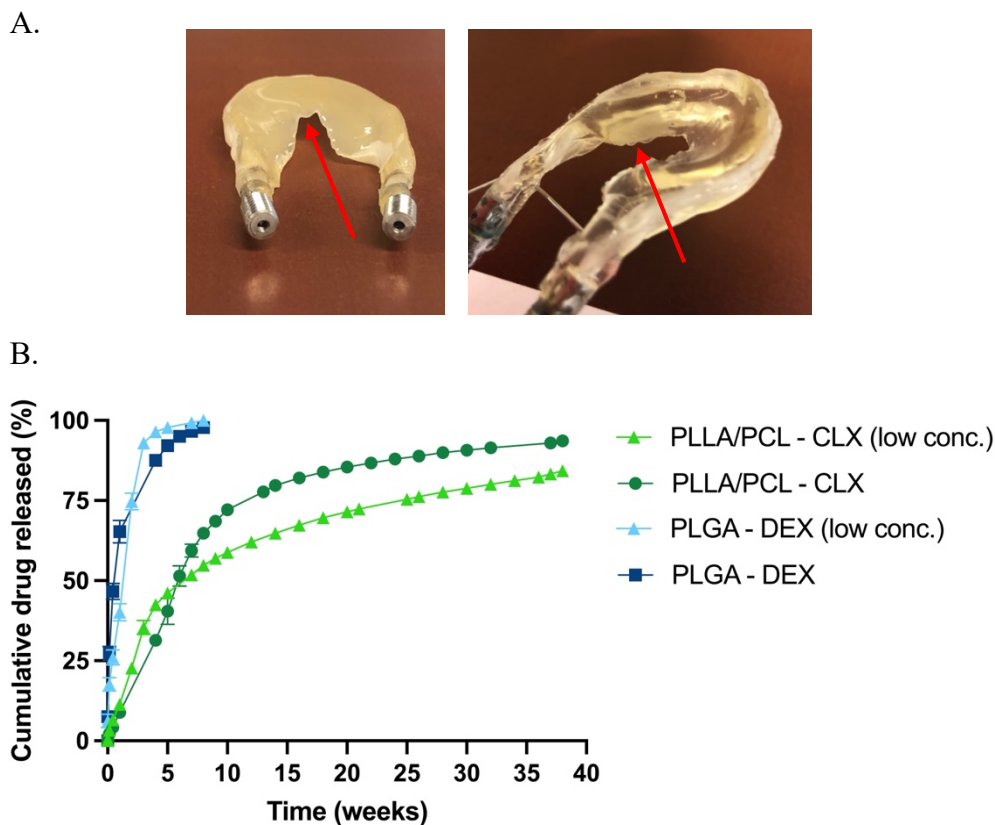 A.
B.
Cumulative drug released (%)
100
75
50
25
0
0 5 10 15 20 25 30 35 40
Time (weeks)
PLLA/PCL - CLX (low conc.)
PLLA/PCL - CLX
PLGA - DEX (low conc.)
PLGA - DEX